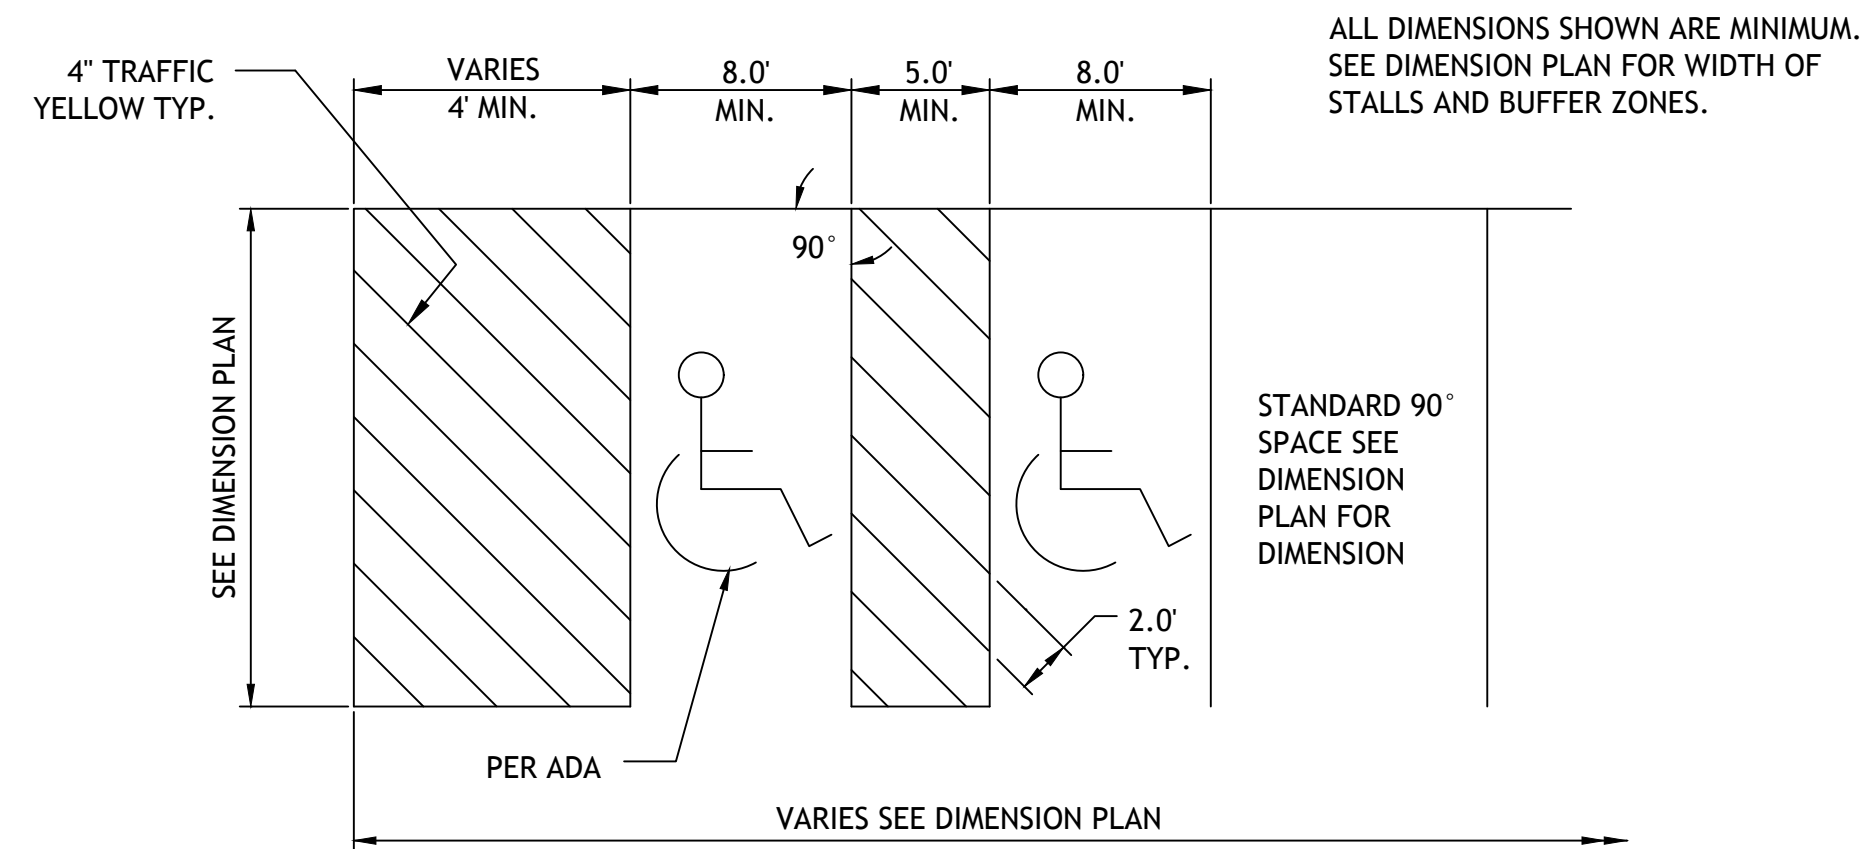 ALL DIMENSIONS SHOWN ARE MINIMUM.
SEE DIMENSION PLAN FOR WIDTH OF
STALLS AND BUFFER ZONES.
4" TRAFFIC
YELLOW TYP.
VARIES
4' MIN.
8.0'
MIN.
5.0'
MIN.
8.0'
MIN.
90°
SEE DIMENSION PLAN
STANDARD 90°
SPACE SEE
DIMENSION
PLAN FOR
DIMENSION
2.0'
TYP.
PER ADA
VARIES SEE DIMENSION PLAN